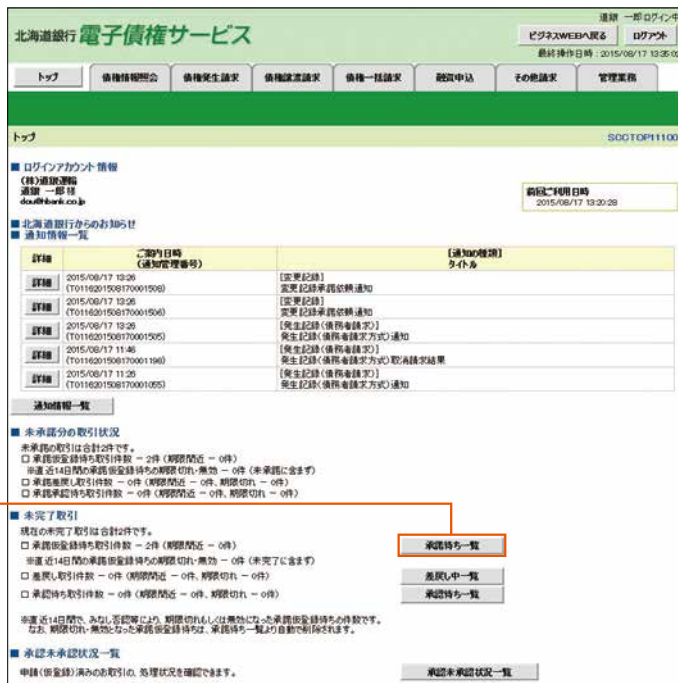 道銀 一郎 ログイン中
北海道銀行 電子債権サービス
ビジネスWEBへ戻る ログアウト
最終操作日時：2015/08/17 13:35:02
トップ 債権情報照会 債権発生請求 債権譲渡請求 債権一括請求 融資申込 その他請求 管理業務
トップ SCCTOP11100
■ ログインアカウント情報
(株)道銀運輸
道銀 一郎 様
dou@hbank.co.jp
前回ご利用日時
2015/08/17 13:20:28
■ 北海道銀行からのお知らせ
■ 通知情報一覧
詳細 ご案内日時 [通知の種類]
(通知管理番号) タイトル
詳細 2015/08/17 13:26 [変更記録]
(T0116201508170001508) 変更記録承諾依頼通知
詳細 2015/08/17 13:26 [変更記録]
(T0116201508170001506) 変更記録承諾依頼通知
詳細 2015/08/17 13:26 [発生記録(債務者請求)]
(T0116201508170001505) 発生記録(債務者請求方式)通知
詳細 2015/08/17 11:46 [発生記録(債務者請求)]
(T0116201508170001198) 発生記録(債務者請求方式)取消請求結果
詳細 2015/08/17 11:26 [発生記録(債務者請求)]
(T0116201508170001055) 発生記録(債務者請求方式)通知
通知情報一覧
■ 未承諾分の取引状況
未承諾の取引は合計2件です。
□ 承諾仮登録待ち取引件数 － 2件 (期限間近 － 0件)
※直近14日間の承諾仮登録待ちの期限切れ・無効 － 0件 (未承諾に含まず)
□ 承諾差戻し取引件数 － 0件 (期限間近 － 0件、期限切れ － 0件)
□ 承諾承認待ち取引件数 － 0件 (期限間近 － 0件、期限切れ － 0件)
■ 未完了取引
現在の未完了取引は合計2件です。
□ 承諾仮登録待ち取引件数 － 2件 (期限間近 － 0件) 承諾待ち一覧
※直近14日間の承諾仮登録待ちの期限切れ・無効 － 0件 (未完了に含まず)
□ 差戻し取引件数 － 0件 (期限間近 － 0件、期限切れ － 0件) 差戻し中一覧
□ 承認待ち取引件数 － 0件 (期限間近 － 0件、期限切れ － 0件) 承認待ち一覧
※直近14日間で、みなし否認等により、期限切れもしくは無効になった承諾仮登録待ちの件数です。
なお、期限切れ・無効となった承諾仮登録待ちは、承諾待ち一覧より自動で削除されます。
■ 承認未承認状況一覧
申請(仮登録)済みのお取引の、処理状況を確認できます。 承認未承認状況一覧